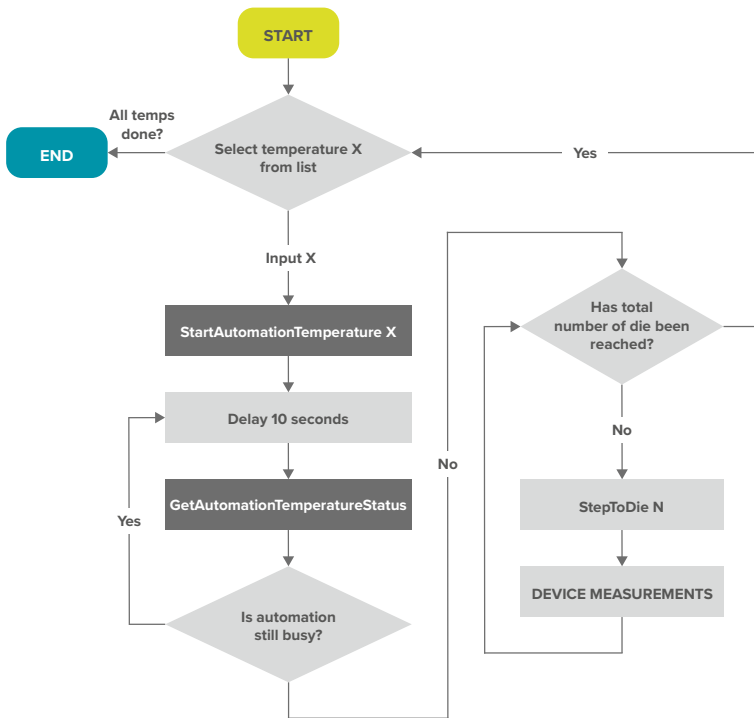 START
All temps
done?
END
Select temperature X
from list
Yes
Input X
StartAutomationTemperature X
Has total
number of die been
reached?
Delay 10 seconds
No
No
GetAutomationTemperatureStatus
StepToDie N
Yes
DEVICE MEASUREMENTS
Is automation
still busy?